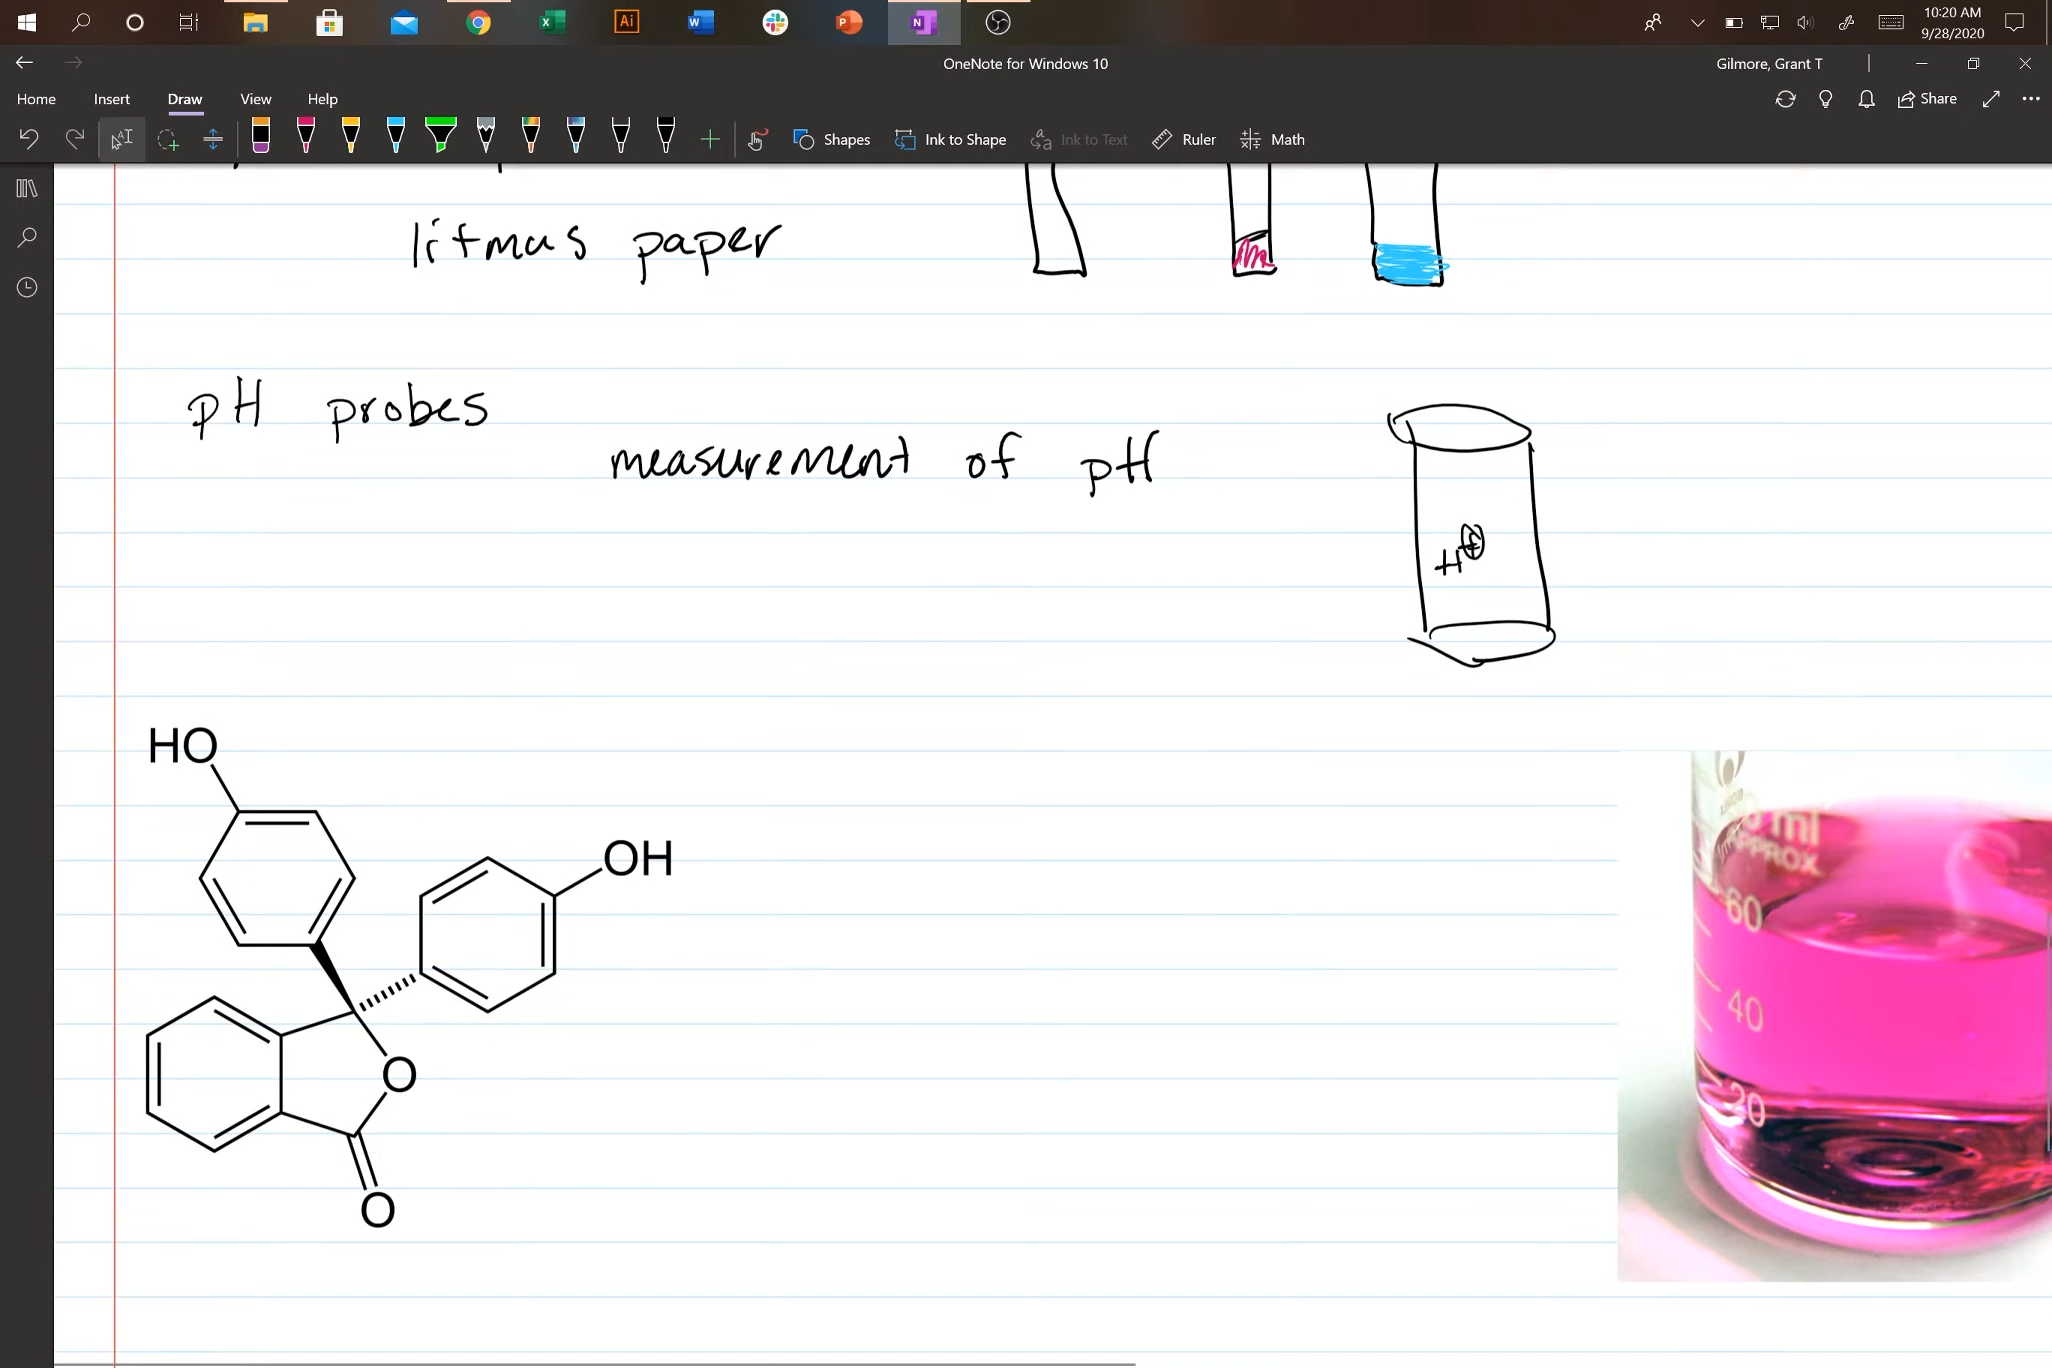 10:20 AM
9/28/2020
OneNote for Windows 10
Gilmore, Grant T
Home Insert Draw View Help
Share
Shapes Ink to Shape Ink to Text Ruler Math
litmus paper
pH probes
measurement of pH
H⊕
HO
OH
O
O
ml
APPROX
60
40
20